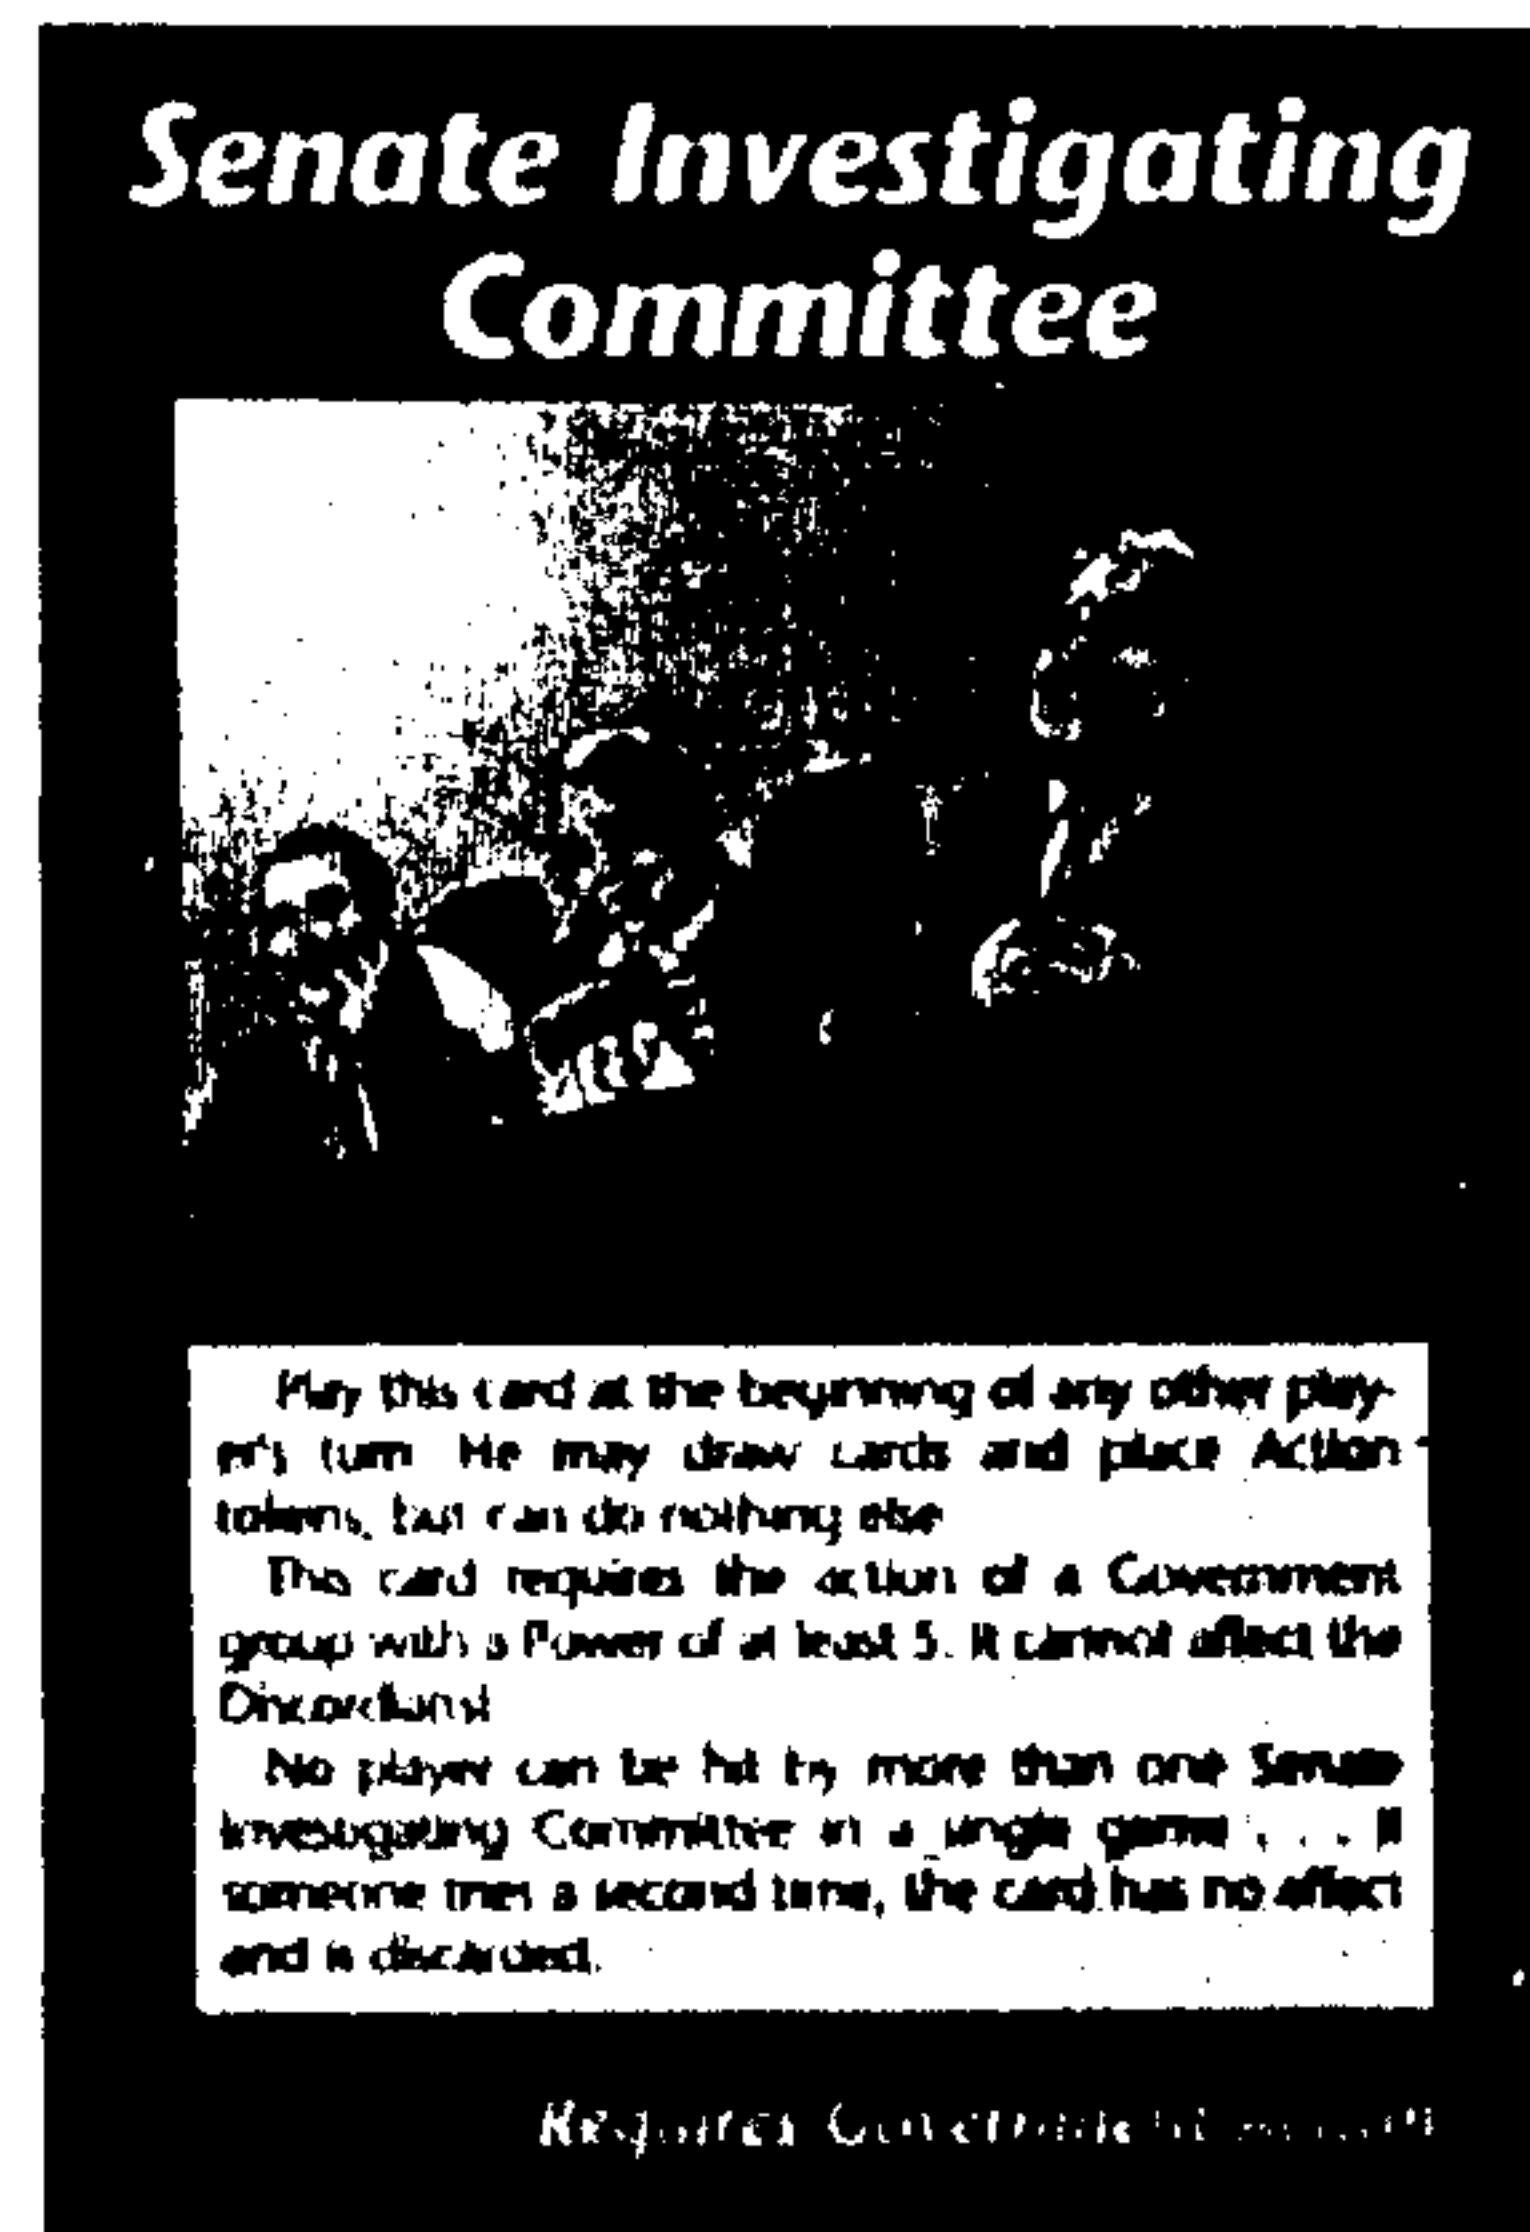 Senate Investigating
Committee
Play this card at the beginning of any other play-
er's turn. He may draw cards and place Action
tokens, but can do nothing else.
This card requires the action of a Government
group with a Power of at least 5. It cannot affect the
Discordians!
No player can be hit by more than one Senate
Investigating Committee in a single game . . . If
someone tries a second time, the card has no effect
and is discarded.
Requires Government Action